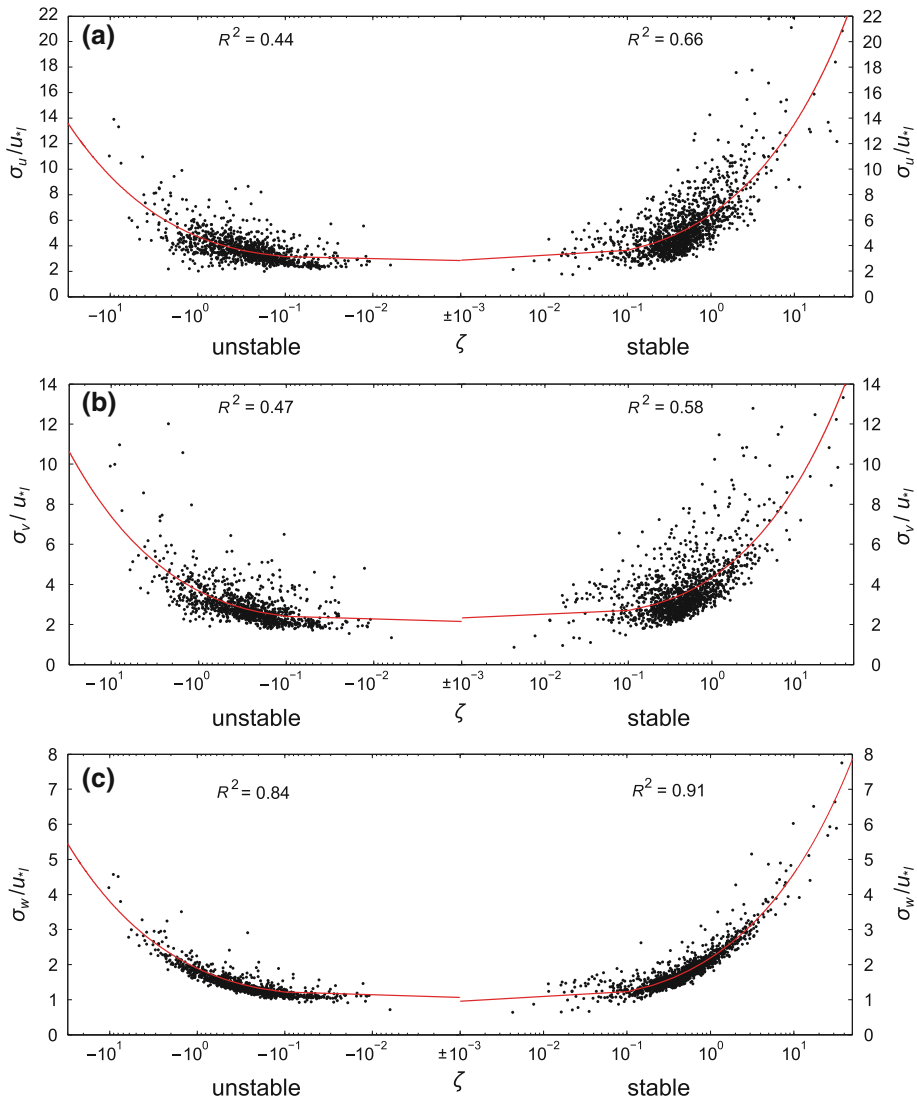 (a)
R² = 0.44
R² = 0.66
22 20 18 16 14 12 10 8 6 4 2 0
σu/u*l
22 20 18 16 14 12 10 8 6 4 2 0
σu/u*l
−10¹ −10⁰ −10⁻¹ −10⁻² ±10⁻³ 10⁻² 10⁻¹ 10⁰ 10¹
unstable ζ stable
(b)
R² = 0.47
R² = 0.58
14 12 10 8 6 4 2 0
σv/ u*l
14 12 10 8 6 4 2 0
σv/ u*l
−10¹ −10⁰ −10⁻¹ −10⁻² ±10⁻³ 10⁻² 10⁻¹ 10⁰ 10¹
unstable ζ stable
(c)
R² = 0.84
R² = 0.91
8 7 6 5 4 3 2 1 0
σw/u*l
8 7 6 5 4 3 2 1 0
σw/u*l
−10¹ −10⁰ −10⁻¹ −10⁻² ±10⁻³ 10⁻² 10⁻¹ 10⁰ 10¹
unstable ζ stable